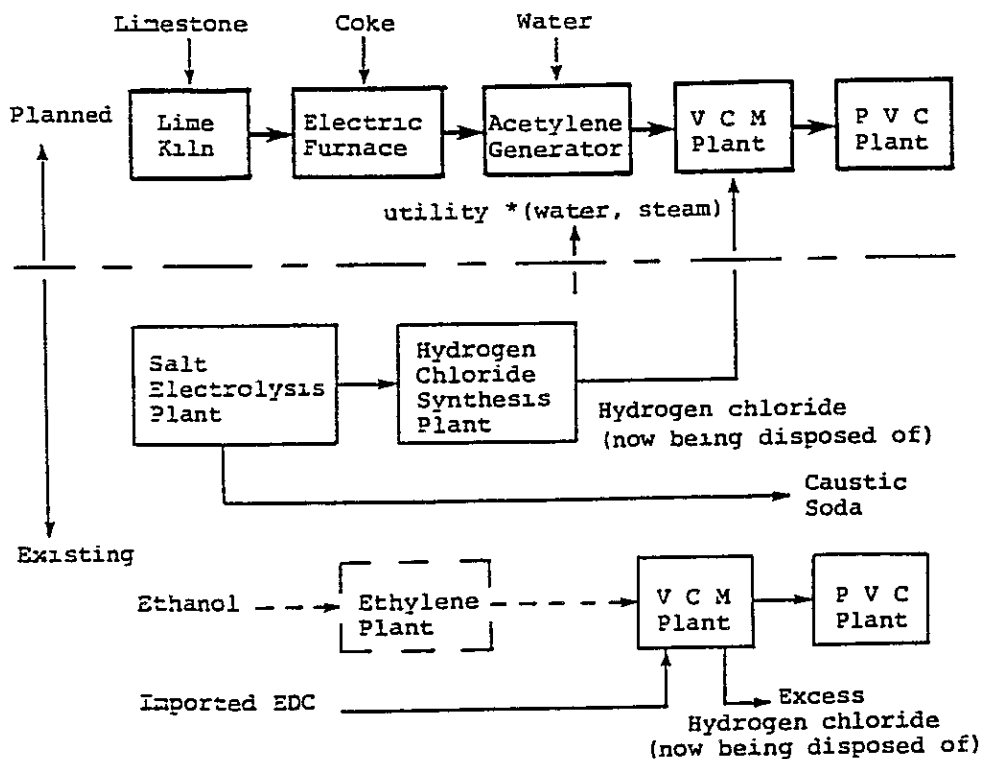 Limestone
Coke
Water
Planned
Lime
Kiln
Electric
Furnace
Acetylene
Generator
V C M
Plant
P V C
Plant
utility *(water, steam)
Salt
Electrolysis
Plant
Hydrogen
Chloride
Synthesis
Plant
Hydrogen chloride
(now being disposed of)
Caustic
Soda
Existing
Ethanol
Ethylene
Plant
V C M
Plant
P V C
Plant
Imported EDC
Excess
Hydrogen chloride
(now being disposed of)